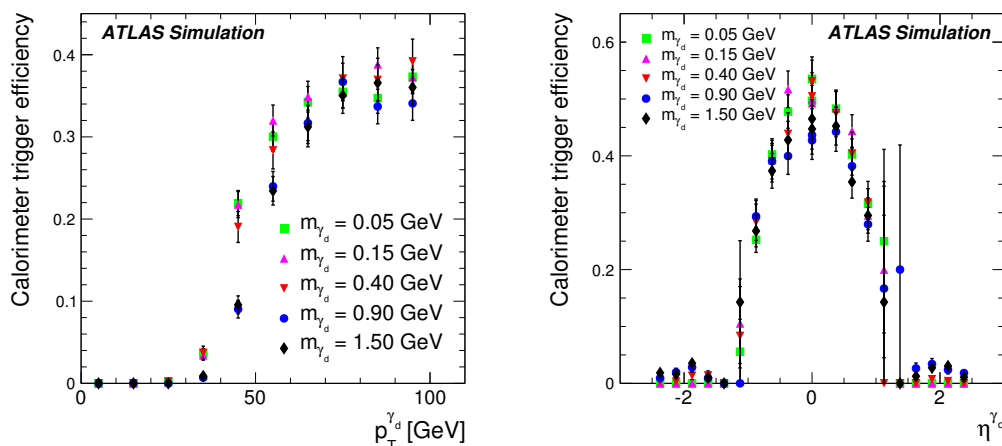 ATLAS Simulation
Calorimeter trigger efficiency
0.4
0.3
0.2
0.1
0
m_γd = 0.05 GeV
m_γd = 0.15 GeV
m_γd = 0.40 GeV
m_γd = 0.90 GeV
m_γd = 1.50 GeV
0 50 100
p_T^γd [GeV]
ATLAS Simulation
Calorimeter trigger efficiency
0.6
0.4
0.2
0
m_γd = 0.05 GeV
m_γd = 0.15 GeV
m_γd = 0.40 GeV
m_γd = 0.90 GeV
m_γd = 1.50 GeV
−2 0 2
η^γd